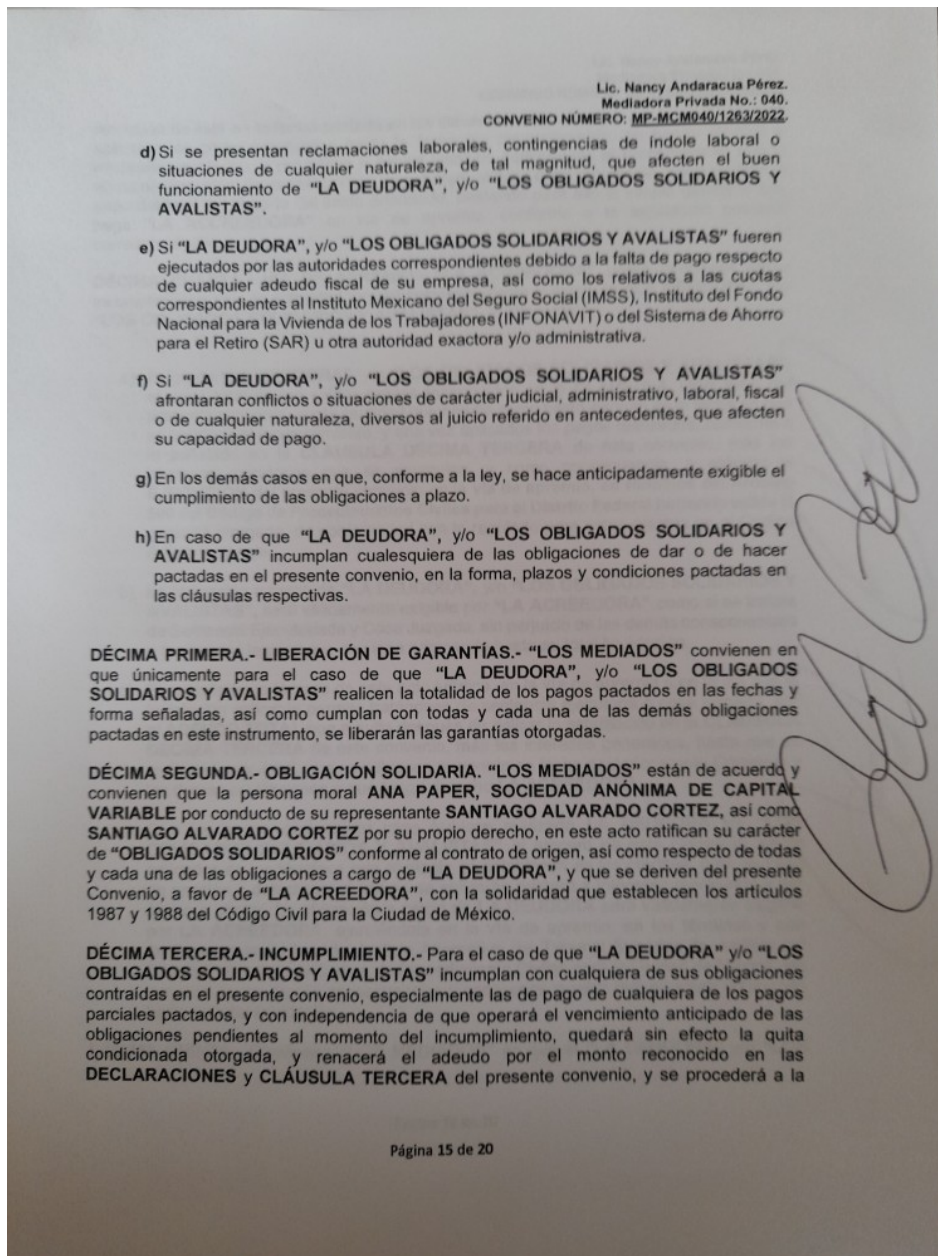 Lic. Nancy Andaracua Pérez.
Mediadora Privada No.: 040.
CONVENIO NÚMERO: MP-MCM040/1263/2022.
d) Si se presentan reclamaciones laborales, contingencias de índole laboral o
situaciones de cualquier naturaleza, de tal magnitud, que afecten el buen
funcionamiento de “LA DEUDORA”, y/o “LOS OBLIGADOS SOLIDARIOS Y
AVALISTAS”.
e) Si “LA DEUDORA”, y/o “LOS OBLIGADOS SOLIDARIOS Y AVALISTAS” fueren
ejecutados por las autoridades correspondientes debido a la falta de pago respecto
de cualquier adeudo fiscal de su empresa, así como los relativos a las cuotas
correspondientes al Instituto Mexicano del Seguro Social (IMSS), Instituto del Fondo
Nacional para la Vivienda de los Trabajadores (INFONAVIT) o del Sistema de Ahorro
para el Retiro (SAR) u otra autoridad exactora y/o administrativa.
f) Si “LA DEUDORA”, y/o “LOS OBLIGADOS SOLIDARIOS Y AVALISTAS”
afrontaran conflictos o situaciones de carácter judicial, administrativo, laboral, fiscal
o de cualquier naturaleza, diversos al juicio referido en antecedentes, que afecten
su capacidad de pago.
g) En los demás casos en que, conforme a la ley, se hace anticipadamente exigible el
cumplimiento de las obligaciones a plazo.
h) En caso de que “LA DEUDORA”, y/o “LOS OBLIGADOS SOLIDARIOS Y
AVALISTAS” incumplan cualesquiera de las obligaciones de dar o de hacer
pactadas en el presente convenio, en la forma, plazos y condiciones pactadas en
las cláusulas respectivas.
DÉCIMA PRIMERA.- LIBERACIÓN DE GARANTÍAS.- “LOS MEDIADOS” convienen en
que únicamente para el caso de que “LA DEUDORA”, y/o “LOS OBLIGADOS
SOLIDARIOS Y AVALISTAS” realicen la totalidad de los pagos pactados en las fechas y
forma señaladas, así como cumplan con todas y cada una de las demás obligaciones
pactadas en este instrumento, se liberarán las garantías otorgadas.
DÉCIMA SEGUNDA.- OBLIGACIÓN SOLIDARIA. “LOS MEDIADOS” están de acuerdo y
convienen que la persona moral ANA PAPER, SOCIEDAD ANÓNIMA DE CAPITAL
VARIABLE por conducto de su representante SANTIAGO ALVARADO CORTEZ, así como
SANTIAGO ALVARADO CORTEZ por su propio derecho, en este acto ratifican su carácter
de “OBLIGADOS SOLIDARIOS” conforme al contrato de origen, así como respecto de todas
y cada una de las obligaciones a cargo de “LA DEUDORA”, y que se deriven del presente
Convenio, a favor de “LA ACREEDORA”, con la solidaridad que establecen los artículos
1987 y 1988 del Código Civil para la Ciudad de México.
DÉCIMA TERCERA.- INCUMPLIMIENTO.- Para el caso de que “LA DEUDORA” y/o “LOS
OBLIGADOS SOLIDARIOS Y AVALISTAS” incumplan con cualquiera de sus obligaciones
contraídas en el presente convenio, especialmente las de pago de cualquiera de los pagos
parciales pactados, y con independencia de que operará el vencimiento anticipado de las
obligaciones pendientes al momento del incumplimiento, quedará sin efecto la quita
condicionada otorgada, y renacerá el adeudo por el monto reconocido en las
DECLARACIONES y CLÁUSULA TERCERA del presente convenio, y se procederá a la
Página 15 de 20